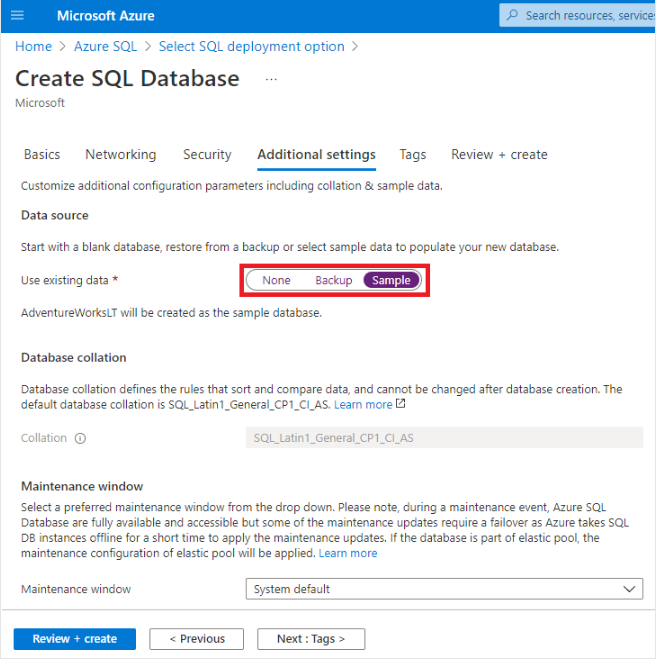 Microsoft Azure
Search resources, services
Home > Azure SQL > Select SQL deployment option >
Create SQL Database ...
Microsoft
Basics Networking Security Additional settings Tags Review + create
Customize additional configuration parameters including collation & sample data.
Data source
Start with a blank database, restore from a backup or select sample data to populate your new database.
Use existing data * None Backup Sample
AdventureWorksLT will be created as the sample database.
Database collation
Database collation defines the rules that sort and compare data, and cannot be changed after database creation. The
default database collation is SQL_Latin1_General_CP1_CI_AS. Learn more
Collation SQL_Latin1_General_CP1_CI_AS
Maintenance window
Select a preferred maintenance window from the drop down. Please note, during a maintenance event, Azure SQL
Database are fully available and accessible but some of the maintenance updates require a failover as Azure takes SQL
DB instances offline for a short time to apply the maintenance updates. If the database is part of elastic pool, the
maintenance configuration of elastic pool will be applied. Learn more
Maintenance window System default
Review + create < Previous Next : Tags >